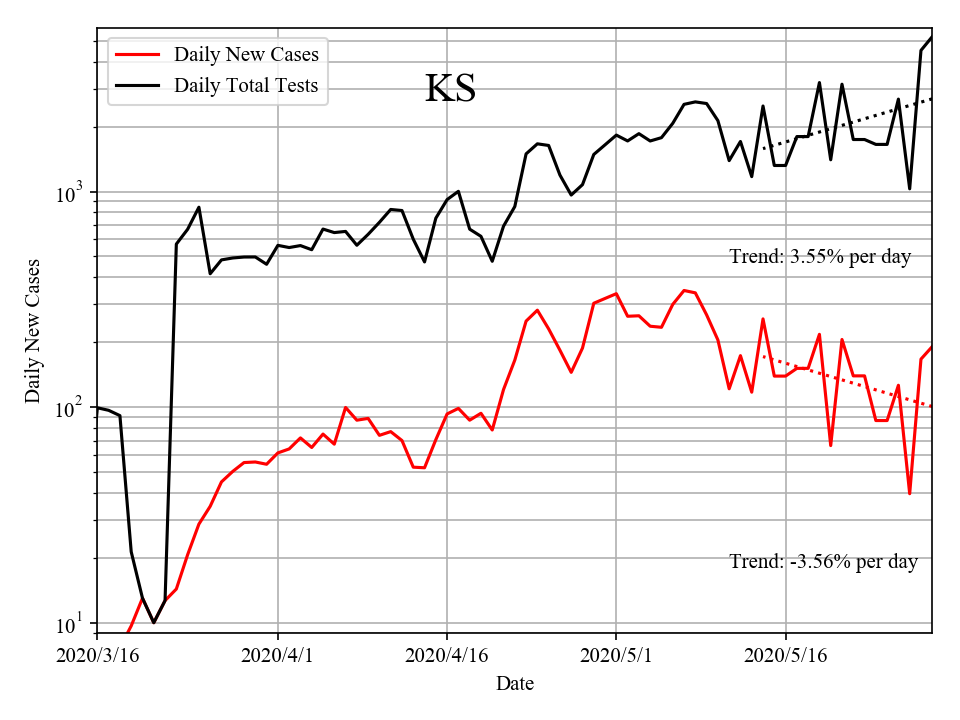 Daily New Cases
Daily Total Tests
KS
10^3
10^2
10^1
Daily New Cases
Trend: 3.55% per day
Trend: -3.56% per day
2020/3/16 2020/4/1 2020/4/16 2020/5/1 2020/5/16
Date